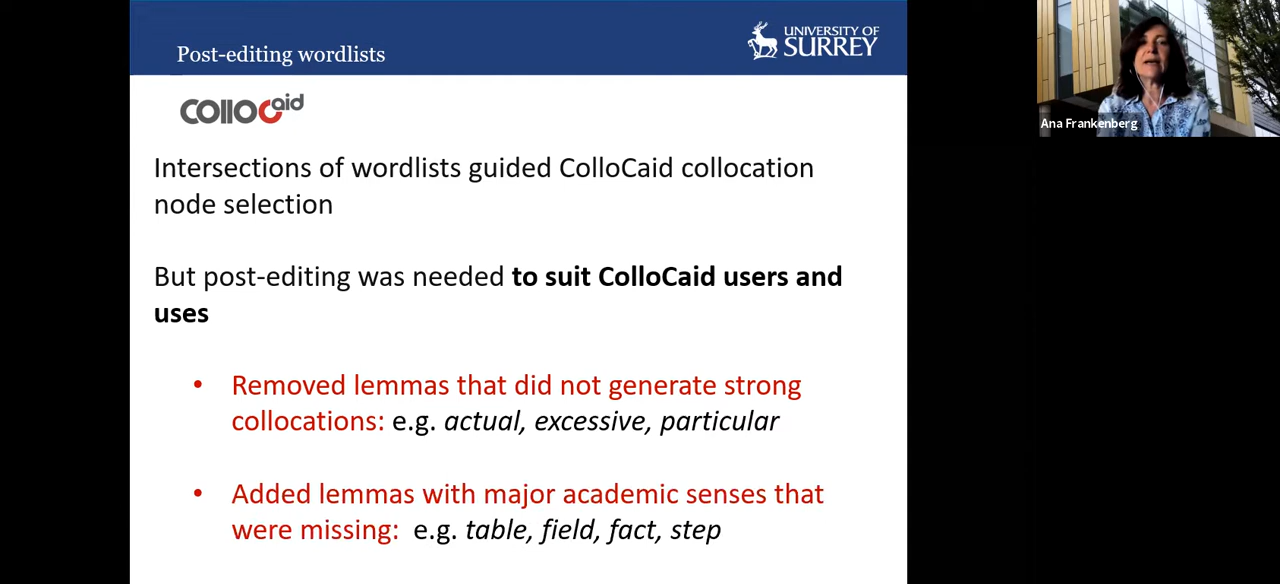 Post-editing wordlists
UNIVERSITY OF
SURREY
Ana Frankenberg
colloCaid
Intersections of wordlists guided ColloCaid collocation
node selection
But post-editing was needed to suit ColloCaid users and
uses
• Removed lemmas that did not generate strong
collocations: e.g. actual, excessive, particular
• Added lemmas with major academic senses that
were missing: e.g. table, field, fact, step